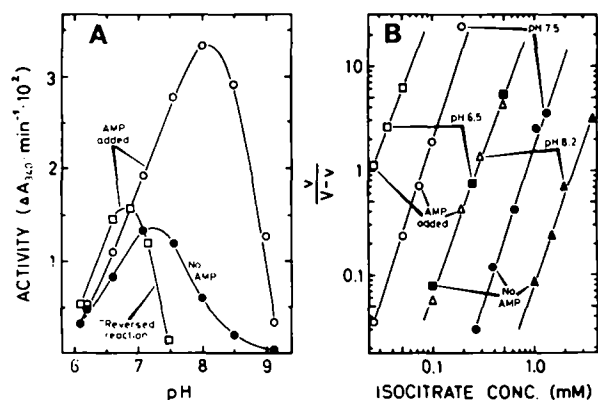 A
ACTIVITY (ΔA₃₄₀· min⁻¹· 10²)
3
2
1
AMP
added
No
AMP
Reversed
reaction
6
7
8
9
pH
B
v
V-v
10
1
0.1
pH 7.5
pH 6.5
pH 8.2
AMP
added
No
AMP
0.1
1.0
ISOCITRATE CONC. (mM)